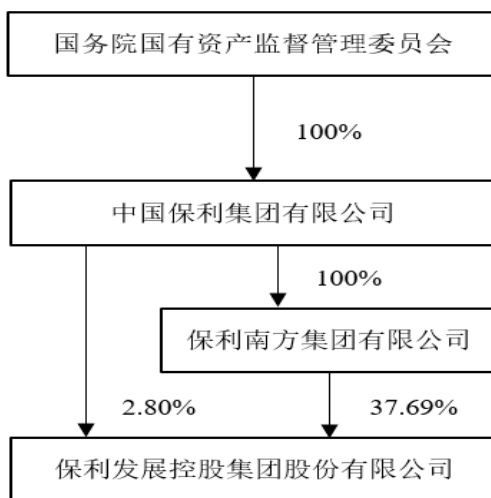 国务院国有资产监督管理委员会
100%
中国保利集团有限公司
100%
保利南方集团有限公司
2.80%
37.69%
保利发展控股集团股份有限公司